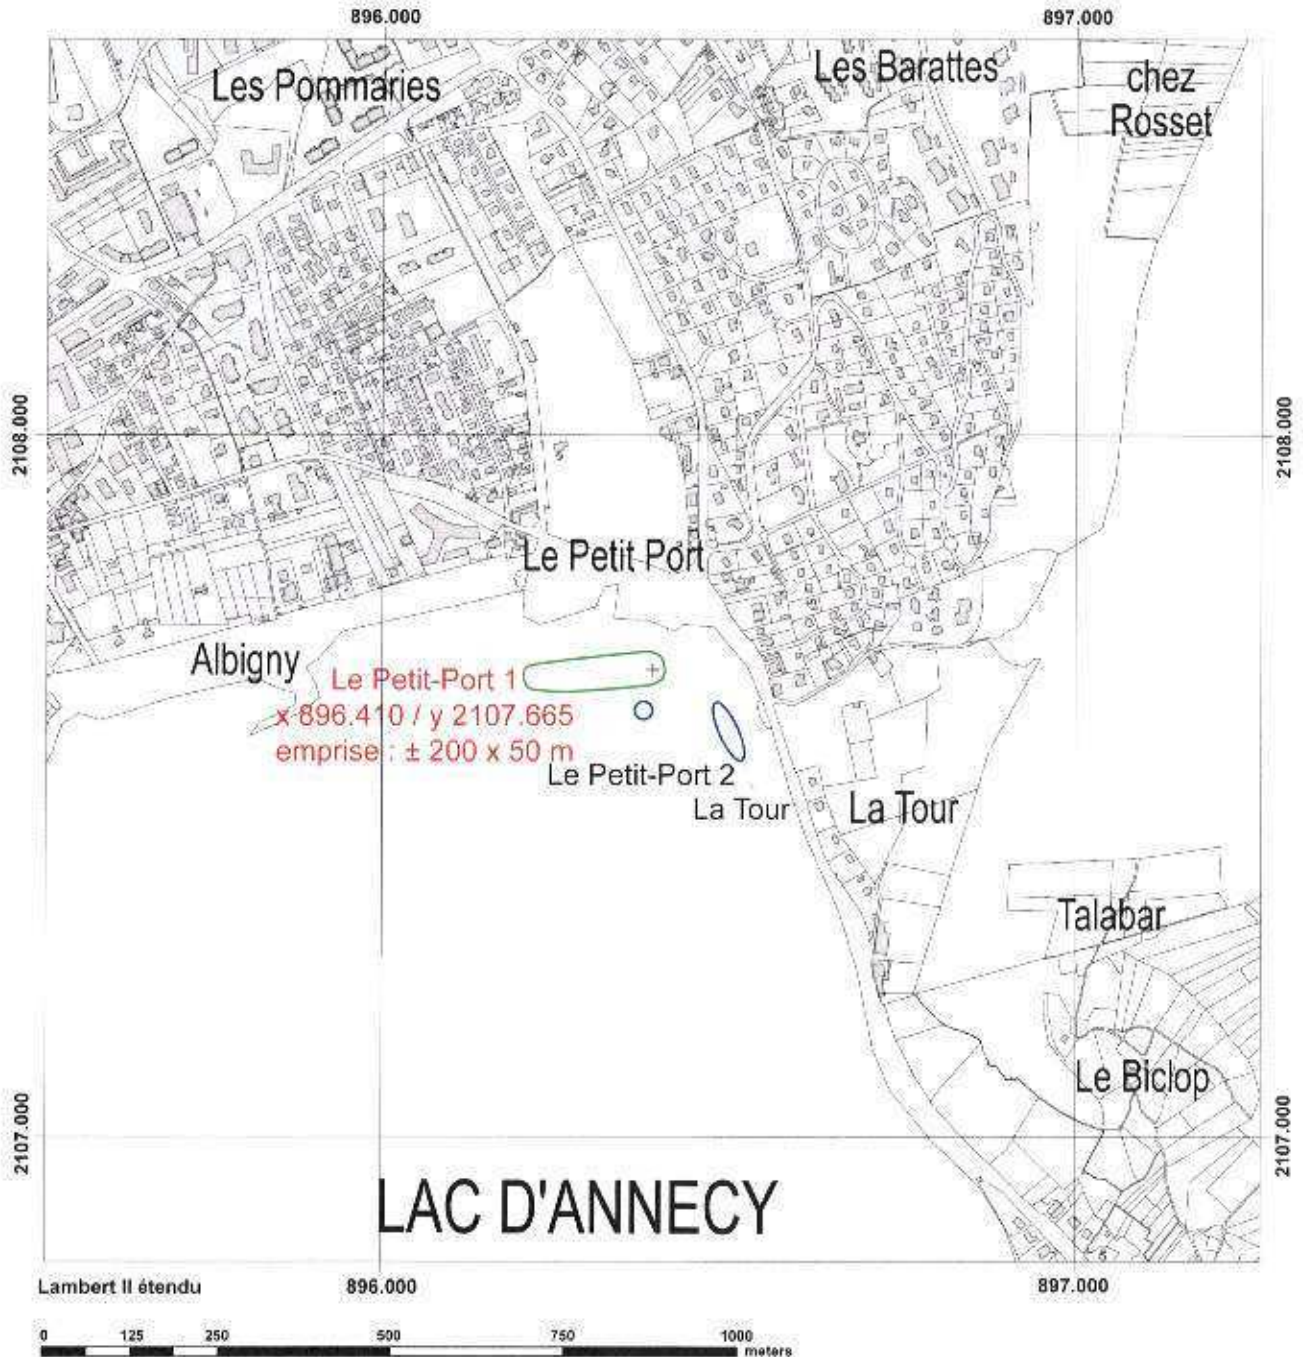 896.000
897.000
Les Pommaries
Les Barattes
chez
Rosset
2108.000
2108.000
Le Petit Port
Albigny
Le Petit-Port 1
x 896.410 / y 2107.665
emprise : ± 200 x 50 m
Le Petit-Port 2
La Tour
La Tour
Talabar
Le Biclop
2107.000
2107.000
LAC D'ANNECY
Lambert II étendu
896.000
897.000
0 125 250 500 750 1000
meters